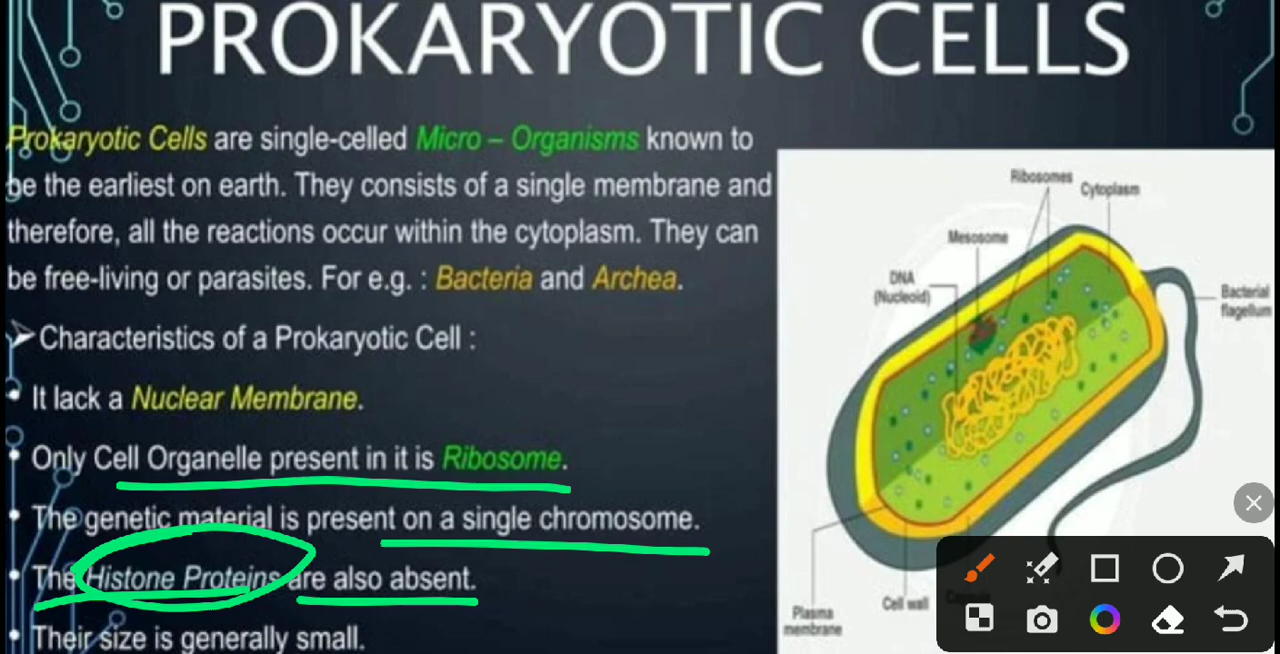 PROKARYOTIC CELLS
Prokaryotic Cells are single-celled Micro – Organisms known to
be the earliest on earth. They consists of a single membrane and
therefore, all the reactions occur within the cytoplasm. They can
be free-living or parasites. For e.g. : Bacteria and Archea.
Characteristics of a Prokaryotic Cell :
• It lack a Nuclear Membrane.
• Only Cell Organelle present in it is Ribosome.
• The genetic material is present on a single chromosome.
• The Histone Proteins are also absent.
• Their size is generally small.
Ribosomes
Cytoplasm
Mesosome
DNA
(Nucleoid)
Bacterial
flagellum
Plasma
membrane
Cell wall